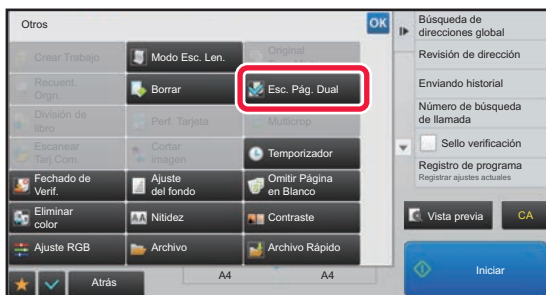 Otros
OK
Crear Trabajo
Modo Esc. Len.
Original
Recuent.
Orgn.
Borrar
Esc. Pág. Dual
División de
libro
Perf. Tarjeta
Multicrop
Escanear
Tarj.Com.
Cortar
imagen
Temporizador
Fechado de
Verif.
Ajuste
del fondo
Omitir Página
en Blanco
Eliminar
color
Nitidez
Contraste
Ajuste RGB
Archivo
Archivo Rápido
Atrás
A4
A4
Búsqueda de
direcciones global
Revisión de dirección
Enviando historial
Número de búsqueda
de llamada
Sello verificación
Registro de programa
Registrar ajustes actuales
Vista previa
CA
Iniciar